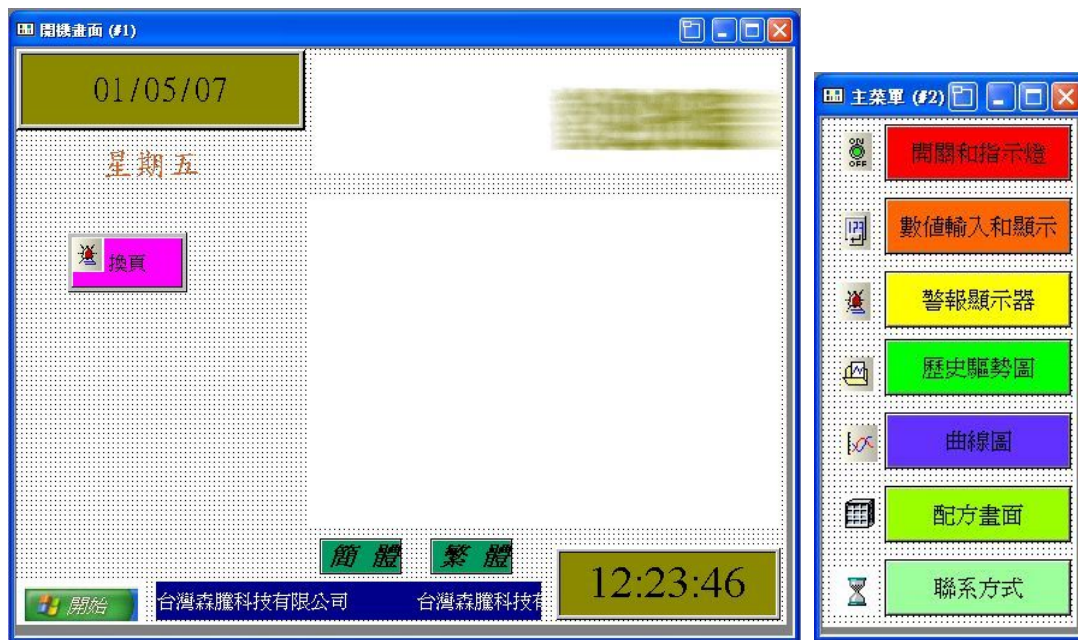 開機畫面 (#1)
01/05/07
星期五
換頁
簡體
繁體
開始
台灣森騰科技有限公司
台灣森騰科技有
12:23:46
主菜單 (#2)
ON
OFF
開關和指示燈
123
數值輸入和顯示
警報顯示器
歷史驅勢圖
曲線圖
配方畫面
聯系方式